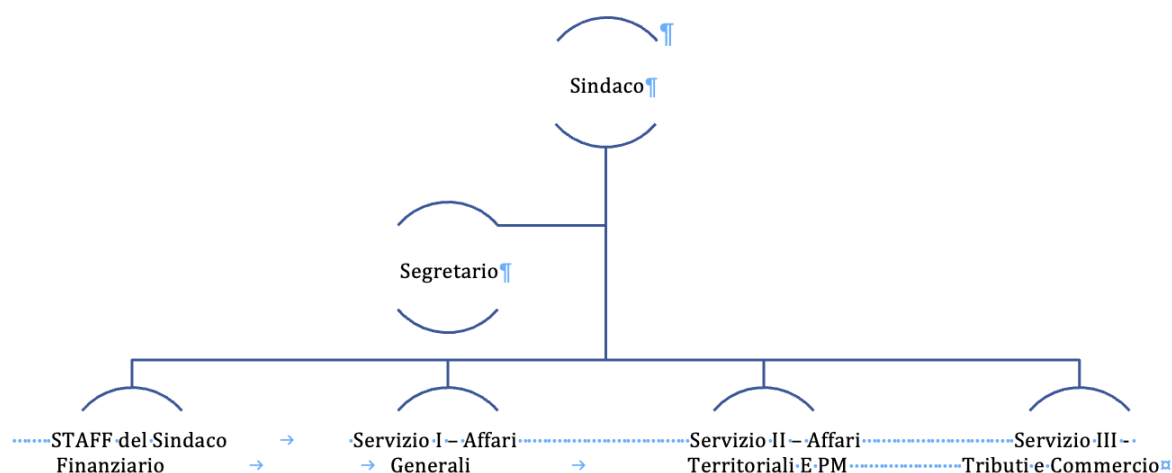 Sindaco
Segretario
STAFF del Sindaco Servizio I – Affari Servizio II – Affari Servizio III -
Finanziario Generali Territoriali E PM Tributi e Commercio